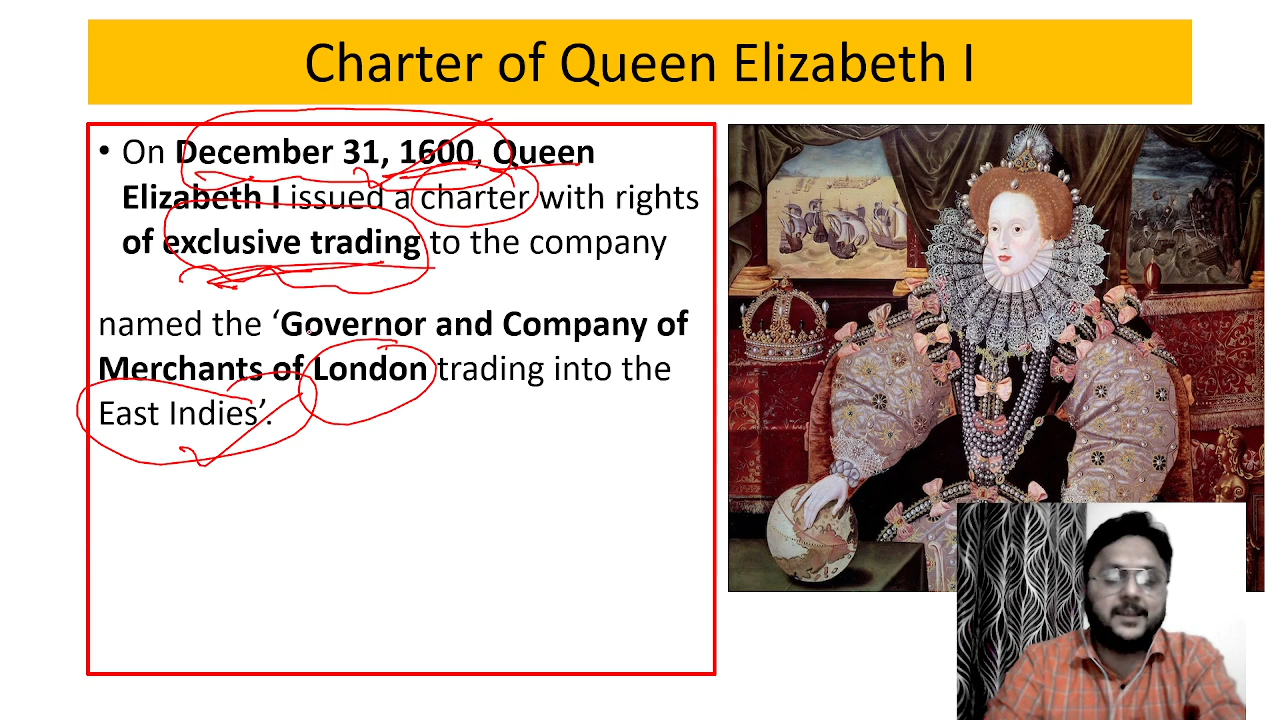 Charter of Queen Elizabeth I
• On December 31, 1600, Queen
Elizabeth I issued a charter with rights
of exclusive trading to the company
named the ‘Governor and Company of
Merchants of London trading into the
East Indies’.